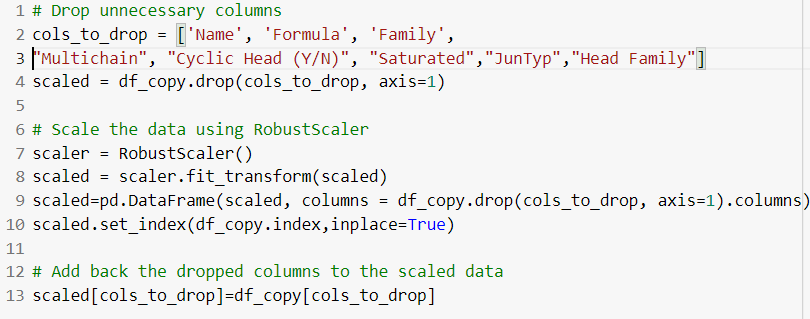 1 # Drop unnecessary columns
2 cols_to_drop = ['Name', 'Formula', 'Family',
3 "Multichain", "Cyclic Head (Y/N)", "Saturated","JunTyp","Head Family"]
4 scaled = df_copy.drop(cols_to_drop, axis=1)
5
6 # Scale the data using RobustScaler
7 scaler = RobustScaler()
8 scaled = scaler.fit_transform(scaled)
9 scaled=pd.DataFrame(scaled, columns = df_copy.drop(cols_to_drop, axis=1).columns)
10 scaled.set_index(df_copy.index,inplace=True)
11
12 # Add back the dropped columns to the scaled data
13 scaled[cols_to_drop]=df_copy[cols_to_drop]